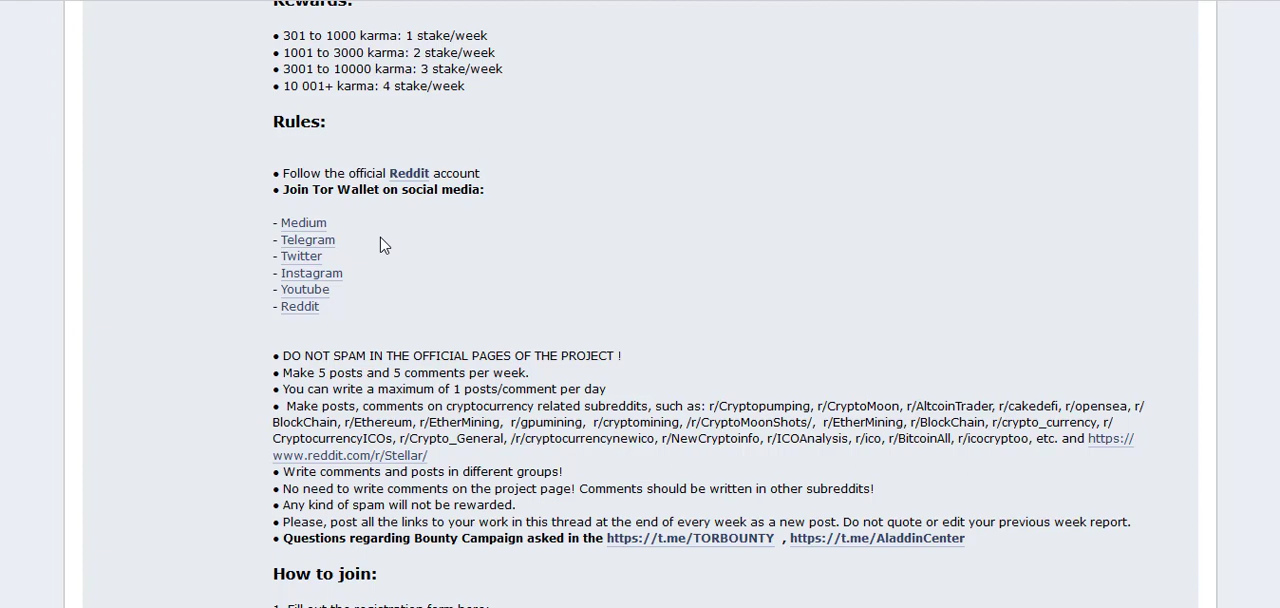 Rewards:
● 301 to 1000 karma: 1 stake/week
● 1001 to 3000 karma: 2 stake/week
● 3001 to 10000 karma: 3 stake/week
● 10 001+ karma: 4 stake/week
Rules:
● Follow the official Reddit account
● Join Tor Wallet on social media:
- Medium
- Telegram
- Twitter
- Instagram
- Youtube
- Reddit
● DO NOT SPAM IN THE OFFICIAL PAGES OF THE PROJECT !
● Make 5 posts and 5 comments per week.
● You can write a maximum of 1 posts/comment per day
●  Make posts, comments on cryptocurrency related subreddits, such as: r/Cryptopumping, r/CryptoMoon, r/AltcoinTrader, r/cakedefi, r/opensea, r/
BlockChain, r/Ethereum, r/EtherMining,  r/gpumining,  r/cryptomining, /r/CryptoMoonShots/,  r/EtherMining, r/BlockChain, r/crypto_currency, r/
CryptocurrencyICOs, r/Crypto_General, /r/cryptocurrencynewico, r/NewCryptoinfo, r/ICOAnalysis, r/ico, r/BitcoinAll, r/icocryptoo, etc. and https://
www.reddit.com/r/Stellar/
● Write comments and posts in different groups!
● No need to write comments on the project page! Comments should be written in other subreddits!
● Any kind of spam will not be rewarded.
● Please, post all the links to your work in this thread at the end of every week as a new post. Do not quote or edit your previous week report.
● Questions regarding Bounty Campaign asked in the https://t.me/TORBOUNTY  , https://t.me/AladdinCenter
How to join:
1. Fill out the registration form here: